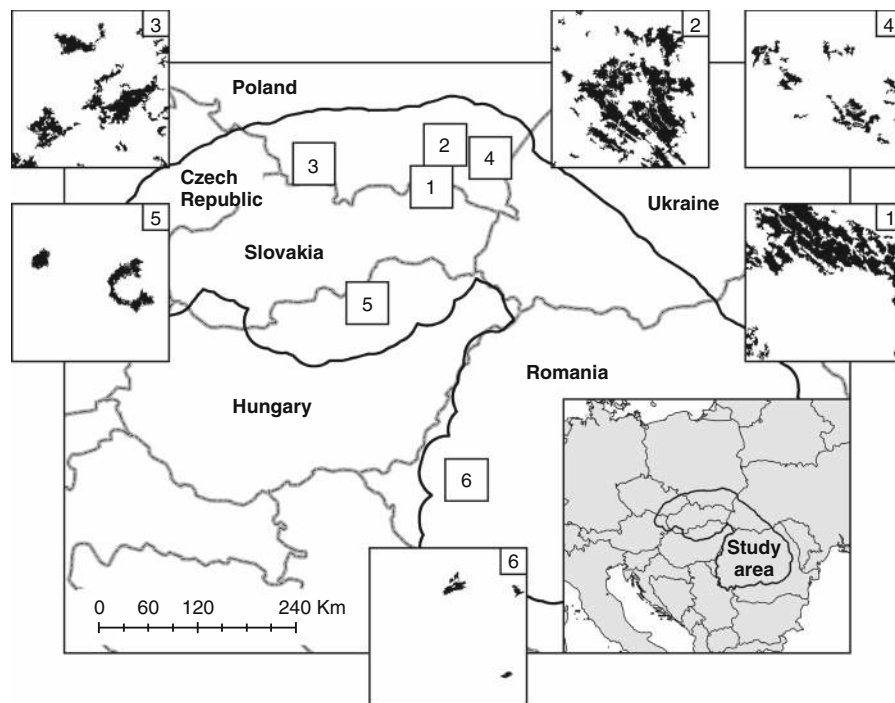 3
2
4
Poland
2
3
4
Czech
Republic
1
Ukraine
5
1
Slovakia
5
Romania
Hungary
6
Study
area
6
0 60 120 240 Km